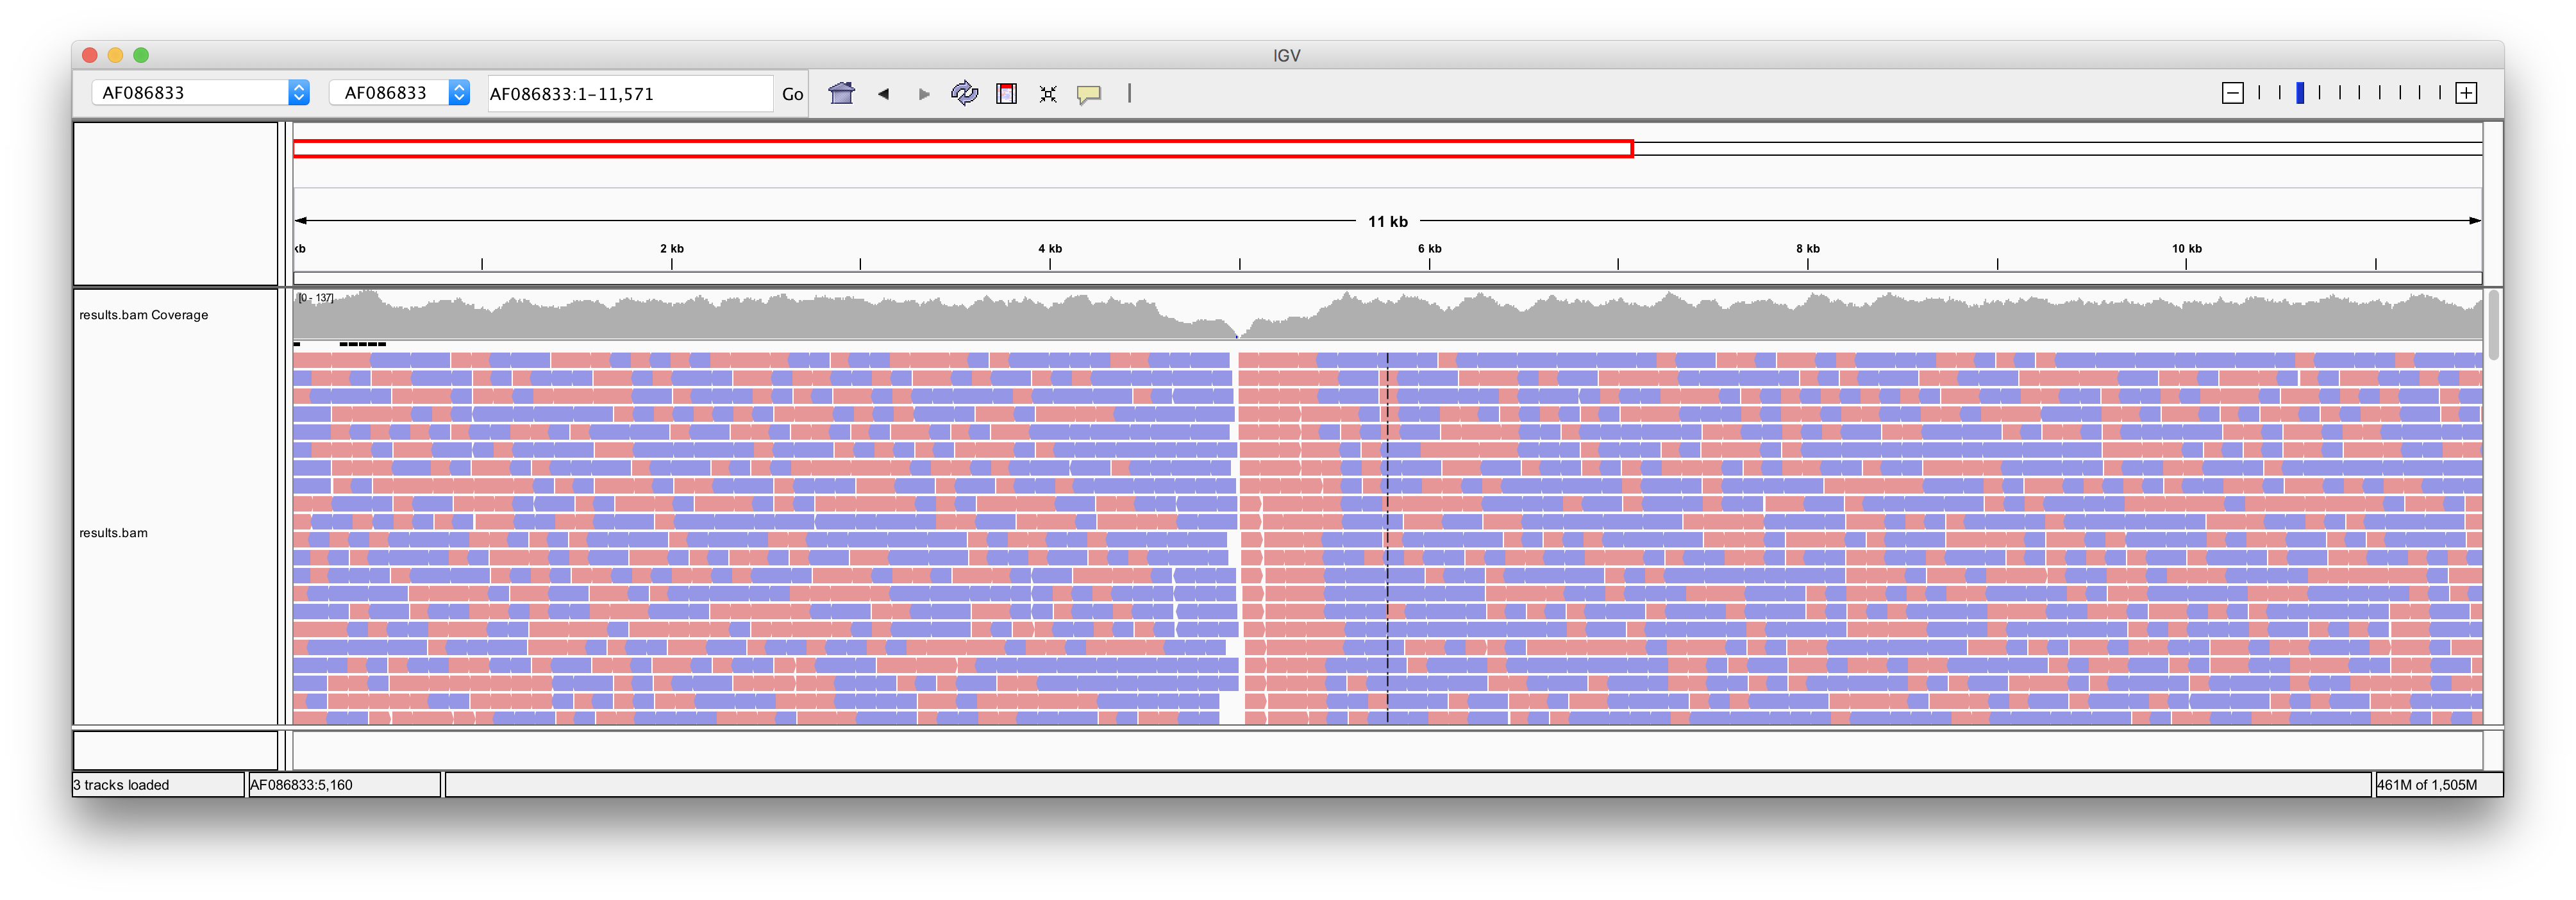 IGV
AF086833 AF086833 AF086833:1-11,571 Go
11 kb
kb 2 kb 4 kb 6 kb 8 kb 10 kb
[0 - 137]
results.bam Coverage
results.bam
3 tracks loaded AF086833:5,160 461M of 1,505M